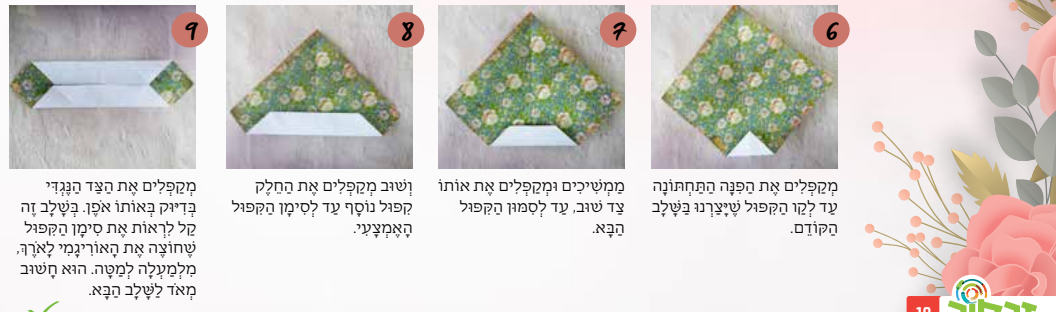 6
מְקַפְּלִים אֶת הַפִּנָּה הַתַּחְתּוֹנָה
עַד לְקַו הַקִּפּוּל שֶׁיָּצַרְנוּ בַּשָּׁלָב
הַקּוֹדֵם.
7
מַמְשִׁיכִים וּמְקַפְּלִים אֶת אוֹתוֹ
צַד שׁוּב, עַד לְסִמּוּן הַקִּפּוּל
הַבָּא.
8
וְשׁוּב מְקַפְּלִים אֶת הַחֵלֶק
קִפּוּל נוֹסָף עַד לְסִימָן הַקִּפּוּל
הָאֶמְצָעִי.
9
מְקַפְּלִים אֶת הַצַּד הַנֶּגְדִּי
בְּדִיּוּק בְּאוֹתוֹ אֹפֶן. בְּשָׁלָב זֶה
קַל לִרְאוֹת אֶת סִימָן הַקִּפּוּל
שֶׁחוֹצֶה אֶת הָאוֹרִיגָמִי לָאֹרֶךְ,
מִלְמַעְלָה לְמַטָּה. הוּא חָשׁוּב
מְאֹד לַשָּׁלָב הַבָּא.